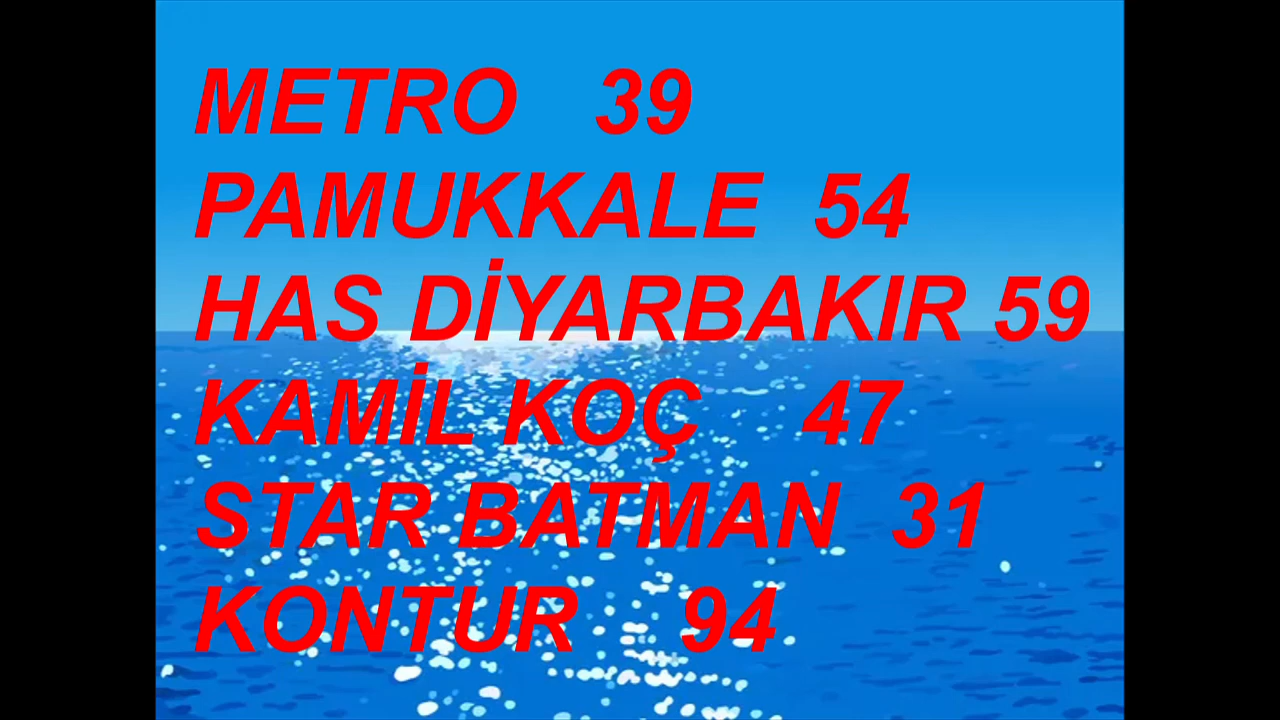 METRO 39
PAMUKKALE 54
HAS DİYARBAKIR 59
KAMİL KOÇ 47
STAR BATMAN 31
KONTUR 94